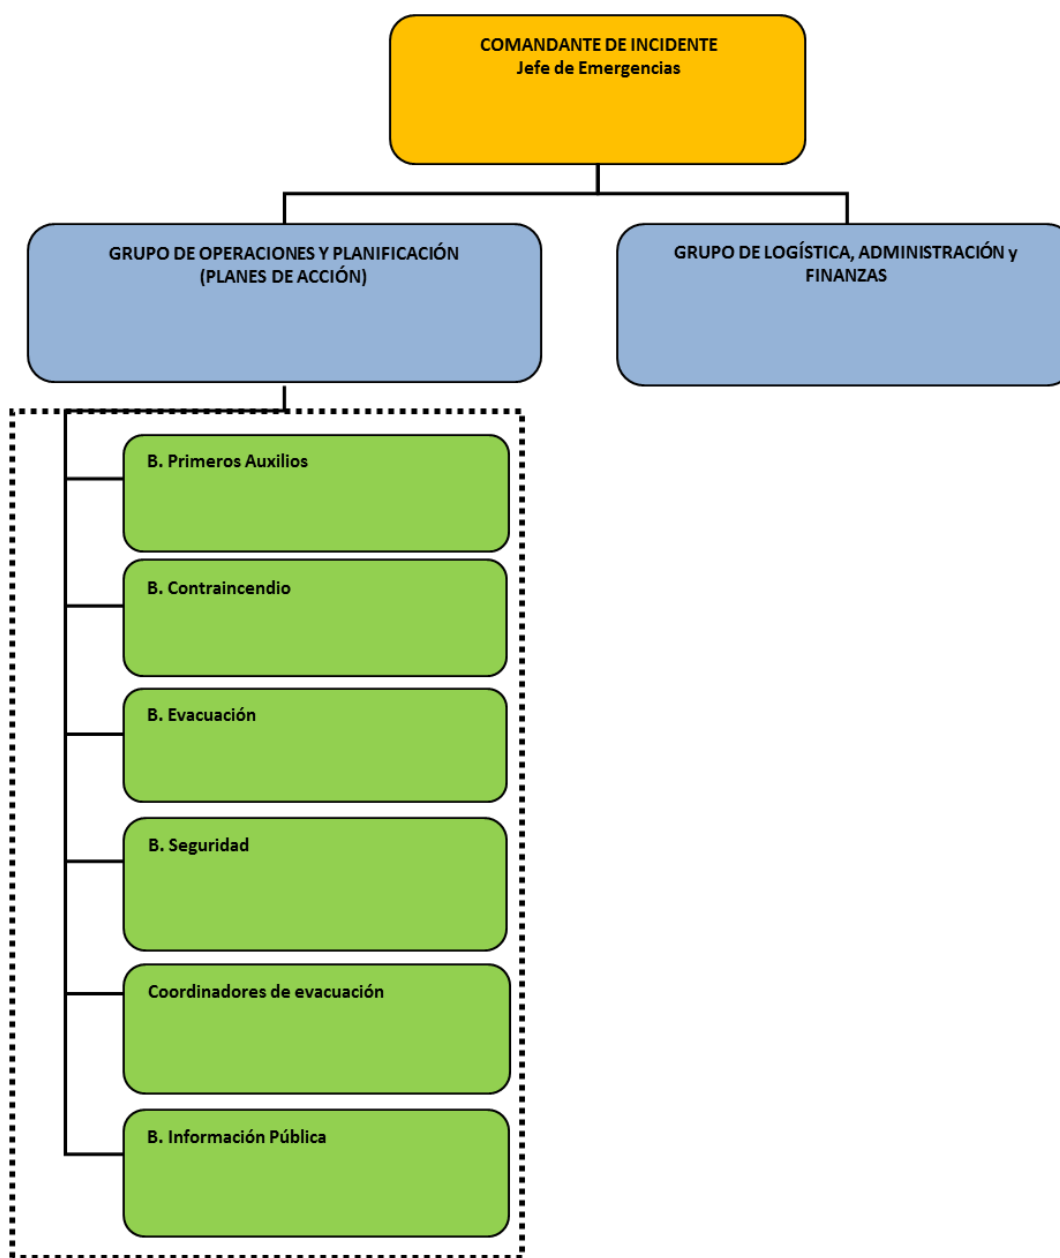 COMANDANTE DE INCIDENTE
Jefe de Emergencias
GRUPO DE OPERACIONES Y PLANIFICACIÓN
(PLANES DE ACCIÓN)
GRUPO DE LOGÍSTICA, ADMINISTRACIÓN y
FINANZAS
B. Primeros Auxilios
B. Contraincendio
B. Evacuación
B. Seguridad
Coordinadores de evacuación
B. Información Pública